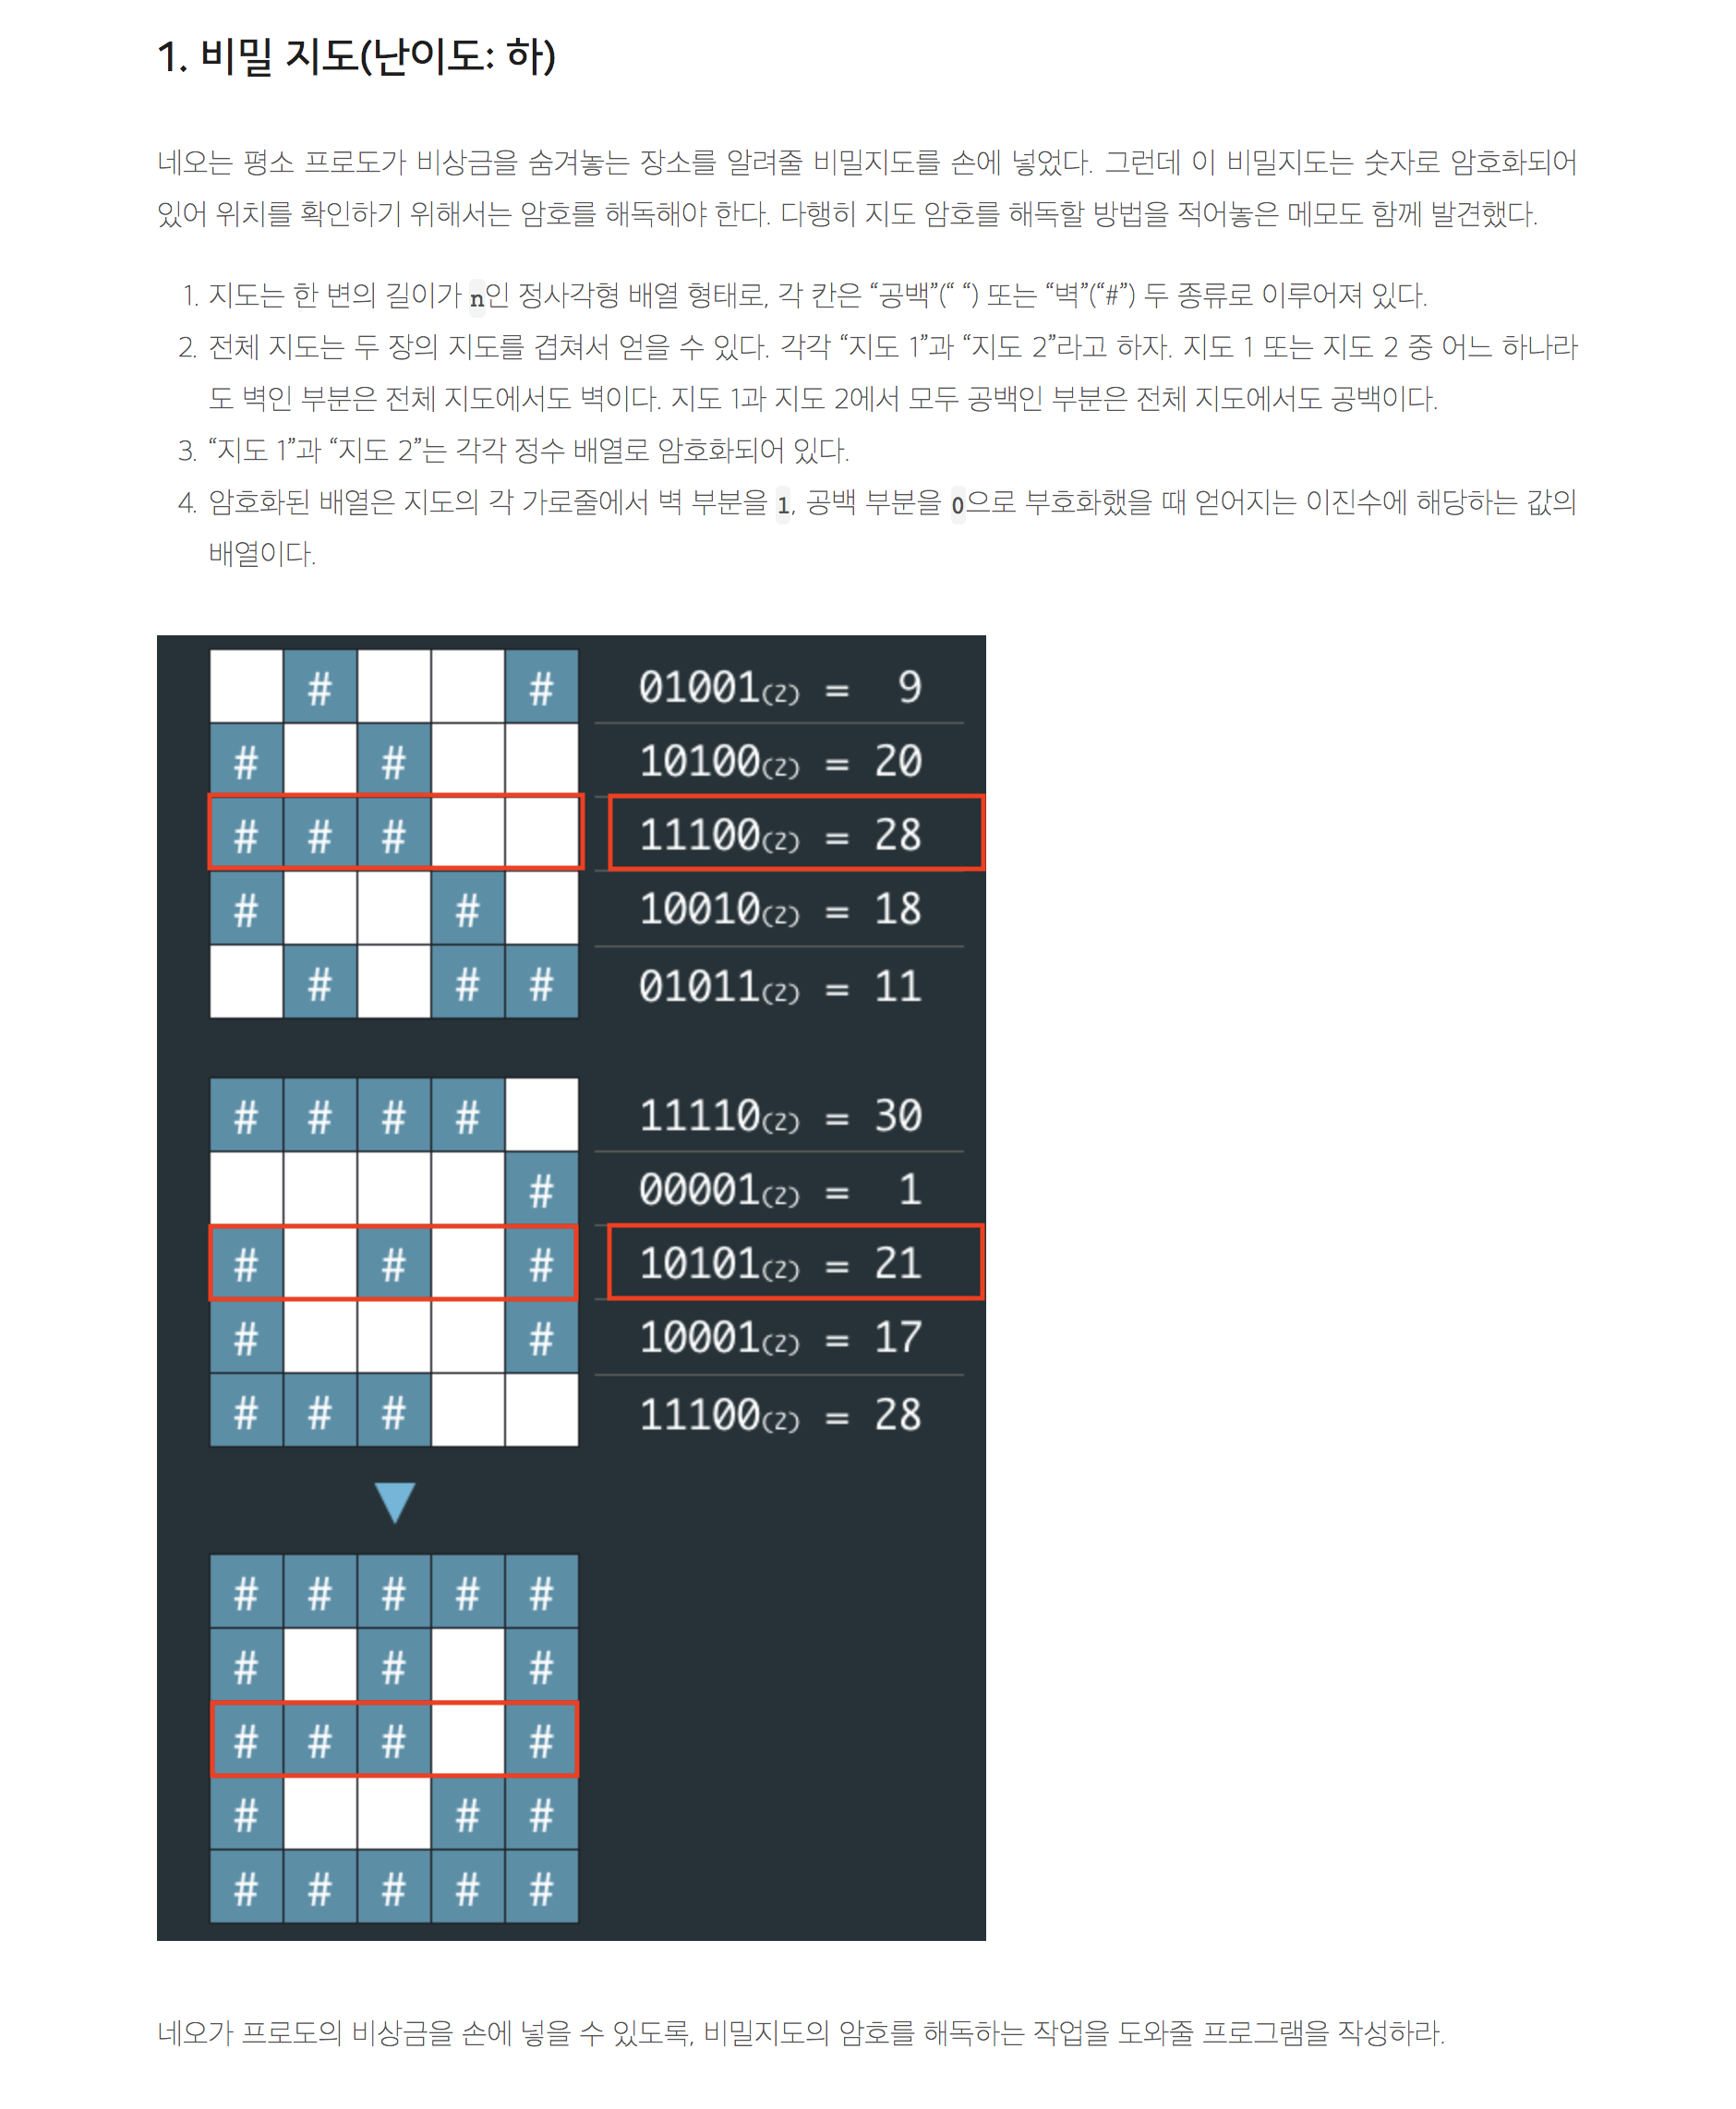 1. 비밀 지도(난이도: 하)
네오는 평소 프로도가 비상금을 숨겨놓는 장소를 알려줄 비밀지도를 손에 넣었다. 그런데 이 비밀지도는 숫자로 암호화되어
있어 위치를 확인하기 위해서는 암호를 해독해야 한다. 다행히 지도 암호를 해독할 방법을 적어놓은 메모도 함께 발견했다.
1. 지도는 한 변의 길이가 n인 정사각형 배열 형태로, 각 칸은 “공백”(“ “) 또는 “벽”(“#”) 두 종류로 이루어져 있다.
2. 전체 지도는 두 장의 지도를 겹쳐서 얻을 수 있다. 각각 “지도 1”과 “지도 2”라고 하자. 지도 1 또는 지도 2 중 어느 하나라
도 벽인 부분은 전체 지도에서도 벽이다. 지도 1과 지도 2에서 모두 공백인 부분은 전체 지도에서도 공백이다.
3. “지도 1”과 “지도 2”는 각각 정수 배열로 암호화되어 있다.
4. 암호화된 배열은 지도의 각 가로줄에서 벽 부분을 1, 공백 부분을 0으로 부호화했을 때 얻어지는 이진수에 해당하는 값의
배열이다.
# # 01001(2) = 9
# # 10100(2) = 20
# # # 11100(2) = 28
# # 10010(2) = 18
# # # 01011(2) = 11
# # # # 11110(2) = 30
# 00001(2) = 1
# # # 10101(2) = 21
# # 10001(2) = 17
# # # 11100(2) = 28
# # # # #
# # #
# # # #
# # #
# # # # #
네오가 프로도의 비상금을 손에 넣을 수 있도록, 비밀지도의 암호를 해독하는 작업을 도와줄 프로그램을 작성하라.